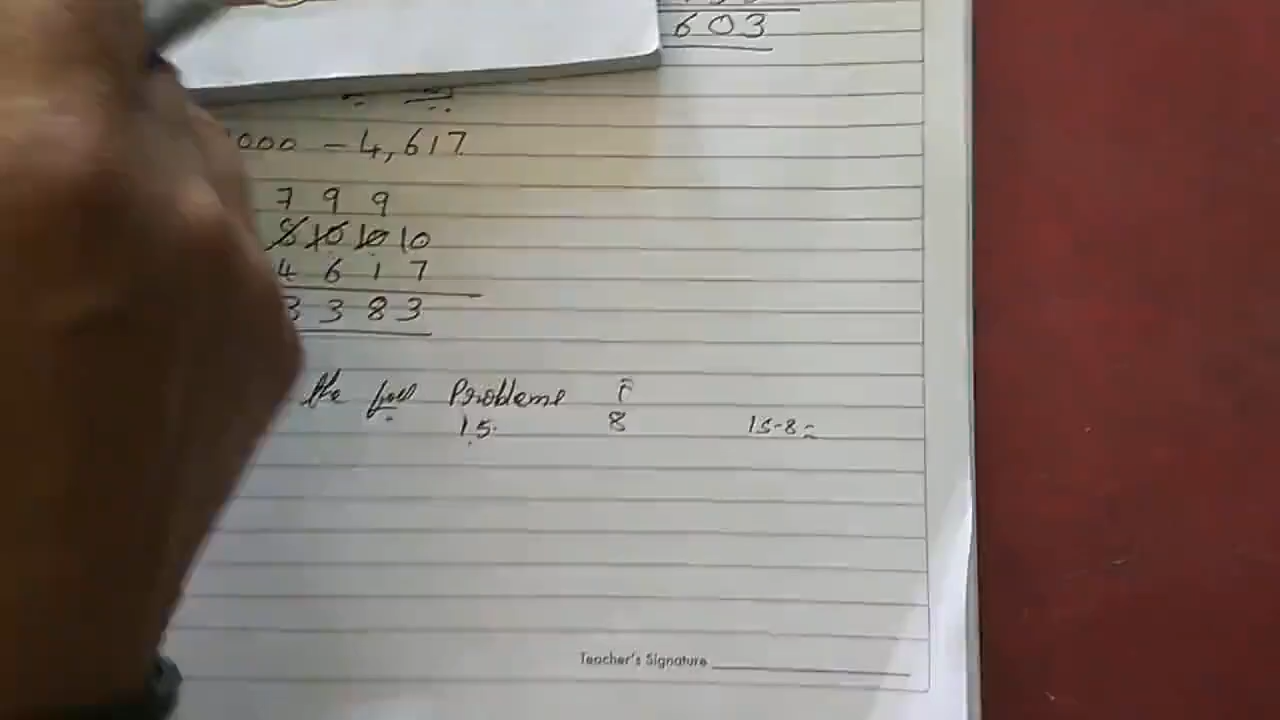 603
000 - 4,617
7 9 9
8 10 10 10
4 6 1 7
3 3 8 3
the foll Problems :
15. 8 15-8=
Teacher's Signature